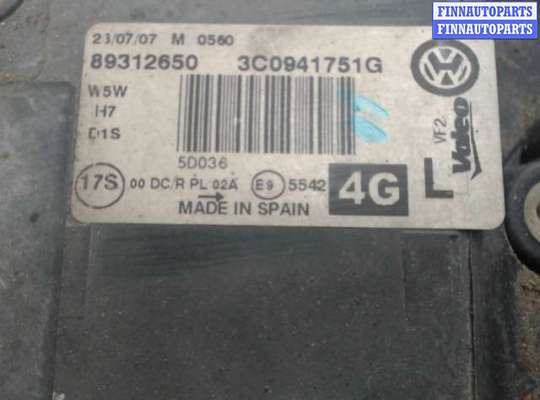 FINNAUTOPARTS
FINNAUTOPARTS
23/07/07 M 0560
89312650 3C0941751G
W5W
H7
D1S
5D036
17S 00 DC/R PL 02A E9 5542 4G
MADE IN SPAIN
L
VF2
Valeo